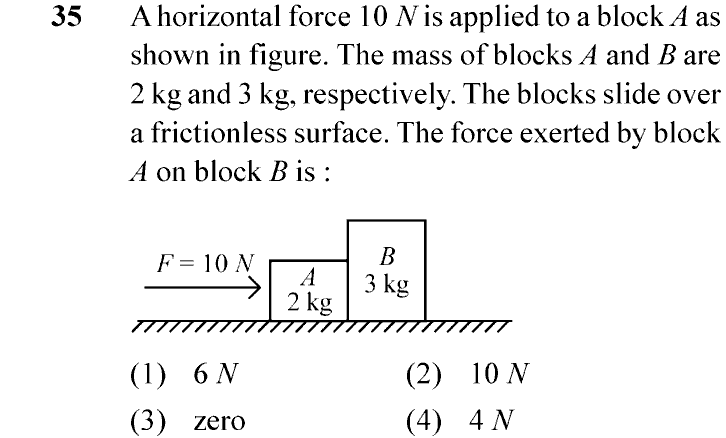 35 A horizontal force 10 N is applied to a block A as
shown in figure. The mass of blocks A and B are
2 kg and 3 kg, respectively. The blocks slide over
a frictionless surface. The force exerted by block
A on block B is :
F = 10 N
A
2 kg
B
3 kg
(1) 6 N (2) 10 N
(3) zero (4) 4 N